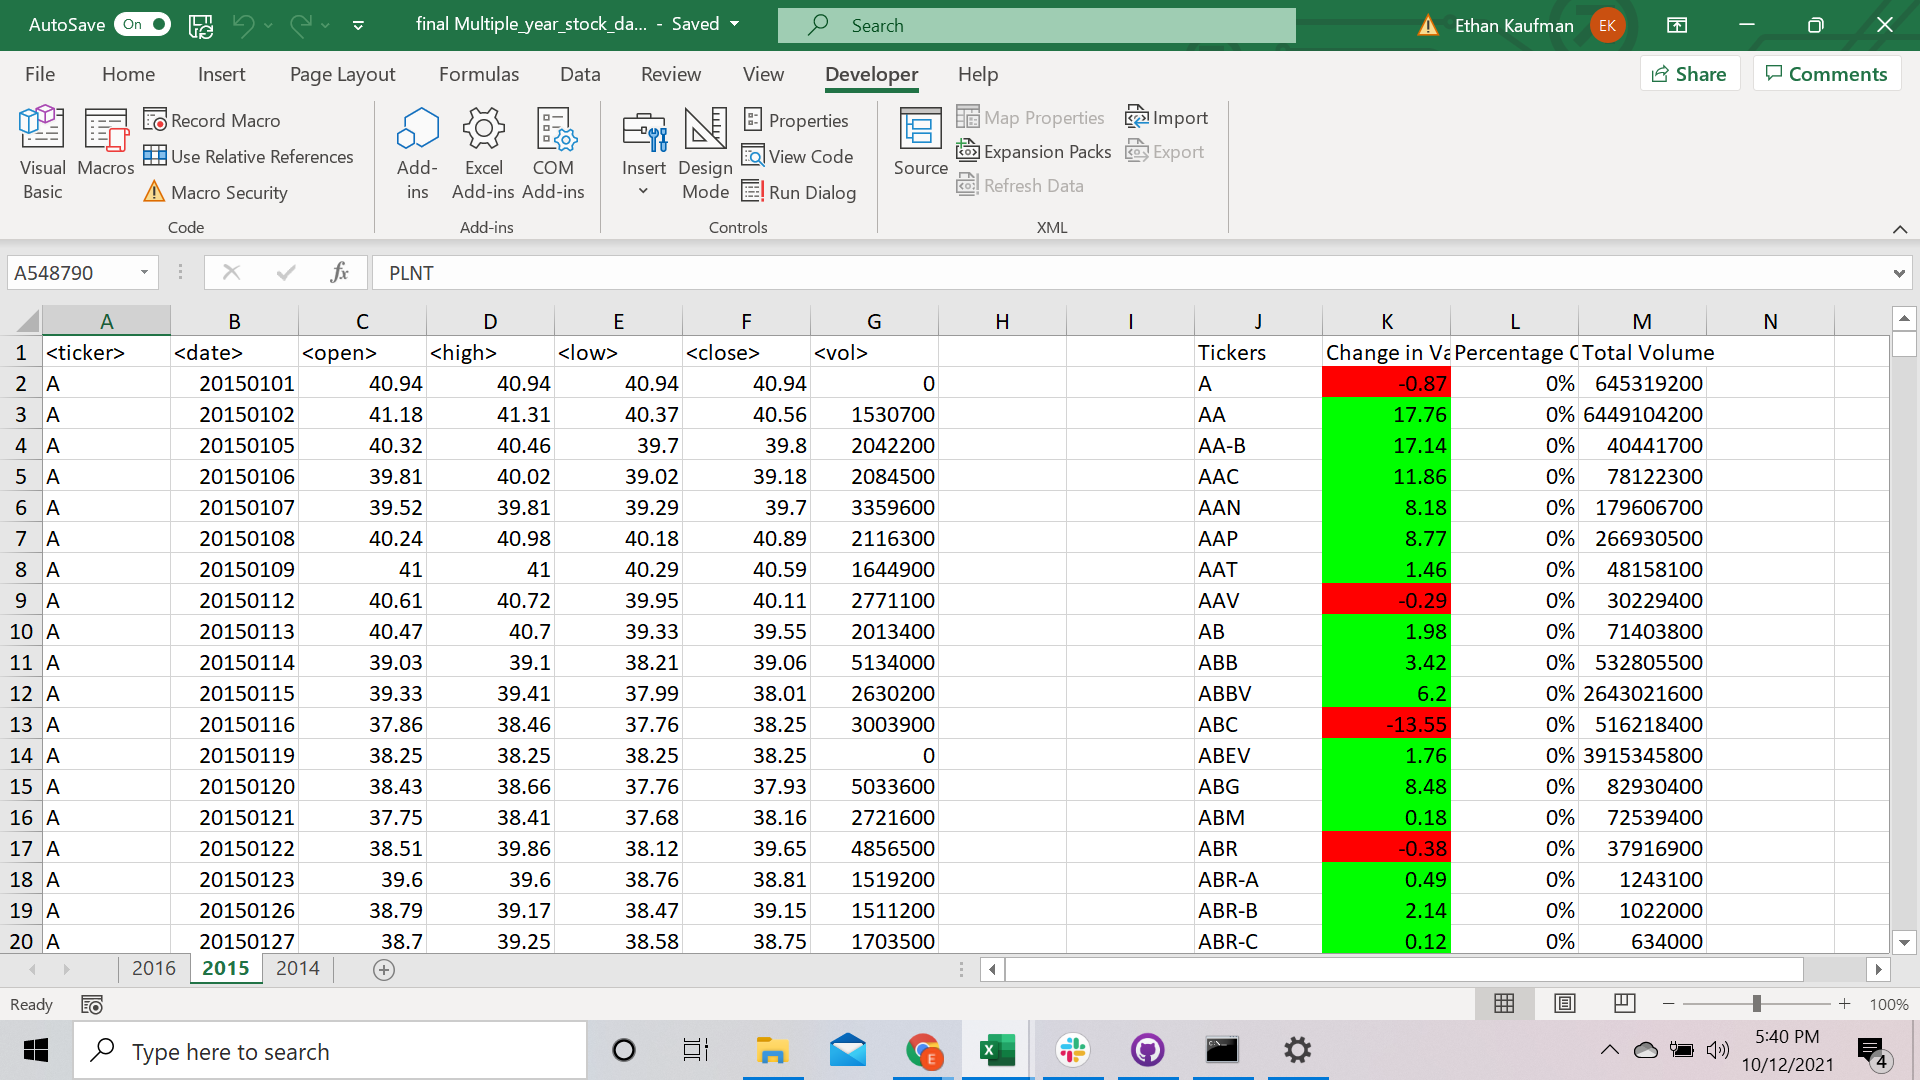 AutoSave On final Multiple_year_stock_da... - Saved Search Ethan Kaufman EK
File Home Insert Page Layout Formulas Data Review View Developer Help Share Comments
Visual Basic Macros Record Macro Use Relative References Macro Security Code
Add-ins Excel Add-ins COM Add-ins Add-ins
Insert Design Mode Properties View Code Run Dialog Controls
Source Map Properties Expansion Packs Refresh Data Import Export XML
A548790 fx PLNT
A B C D E F G H I J K L M N
1 <ticker> <date> <open> <high> <low> <close> <vol> Tickers Change in Va Percentage C Total Volume
2 A 20150101 40.94 40.94 40.94 40.94 0 A -0.87 0% 645319200
3 A 20150102 41.18 41.31 40.37 40.56 1530700 AA 17.76 0% 6449104200
4 A 20150105 40.32 40.46 39.7 39.8 2042200 AA-B 17.14 0% 40441700
5 A 20150106 39.81 40.02 39.02 39.18 2084500 AAC 11.86 0% 78122300
6 A 20150107 39.52 39.81 39.29 39.7 3359600 AAN 8.18 0% 179606700
7 A 20150108 40.24 40.98 40.18 40.89 2116300 AAP 8.77 0% 266930500
8 A 20150109 41 41 40.29 40.59 1644900 AAT 1.46 0% 48158100
9 A 20150112 40.61 40.72 39.95 40.11 2771100 AAV -0.29 0% 30229400
10 A 20150113 40.47 40.7 39.33 39.55 2013400 AB 1.98 0% 71403800
11 A 20150114 39.03 39.1 38.21 39.06 5134000 ABB 3.42 0% 532805500
12 A 20150115 39.33 39.41 37.99 38.01 2630200 ABBV 6.2 0% 2643021600
13 A 20150116 37.86 38.46 37.76 38.25 3003900 ABC -13.55 0% 516218400
14 A 20150119 38.25 38.25 38.25 38.25 0 ABEV 1.76 0% 3915345800
15 A 20150120 38.43 38.66 37.76 37.93 5033600 ABG 8.48 0% 82930400
16 A 20150121 37.75 38.41 37.68 38.16 2721600 ABM 0.18 0% 72539400
17 A 20150122 38.51 39.86 38.12 39.65 4856500 ABR -0.38 0% 37916900
18 A 20150123 39.6 39.6 38.76 38.81 1519200 ABR-A 0.49 0% 1243100
19 A 20150126 38.79 39.17 38.47 39.15 1511200 ABR-B 2.14 0% 1022000
20 A 20150127 38.7 39.25 38.58 38.75 1703500 ABR-C 0.12 0% 634000
2016 2015 2014
Ready 100%
Type here to search E 5:40 PM
10/12/2021 4